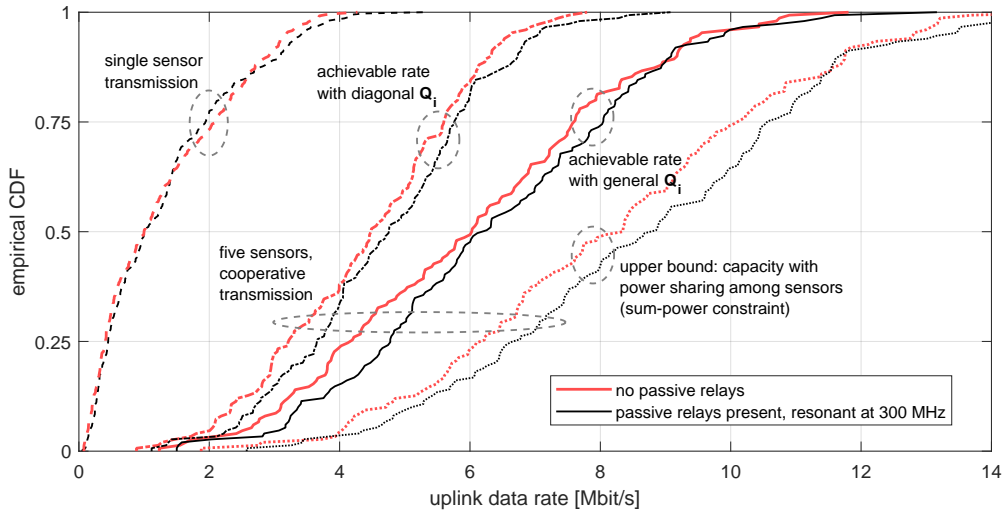 1
0.75
0.5
0.25
0
empirical CDF
single sensor
transmission
achievable rate
with diagonal Q_i
achievable rate
with general Q_i
five sensors,
cooperative
transmission
upper bound: capacity with
power sharing among sensors
(sum-power constraint)
no passive relays
passive relays present, resonant at 300 MHz
0 2 4 6 8 10 12 14
uplink data rate [Mbit/s]